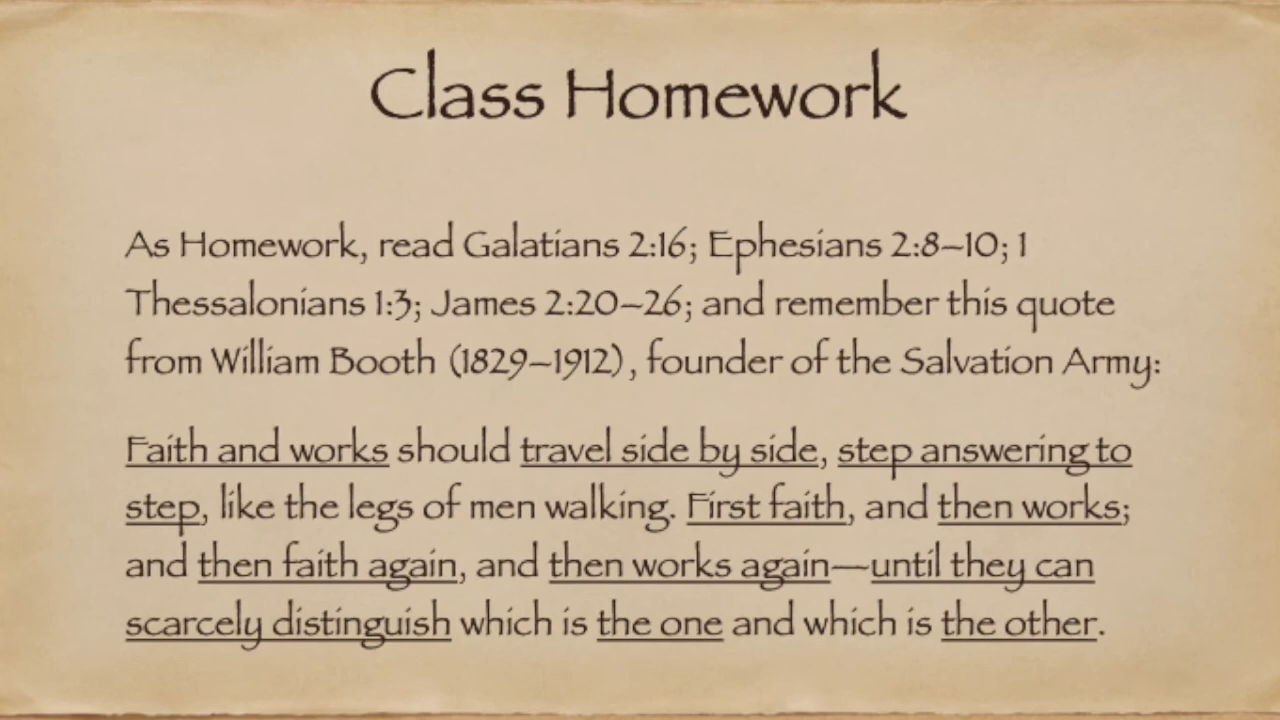 Class Homework
As Homework, read Galatians 2:16; Ephesians 2:8–10; 1
Thessalonians 1:3; James 2:20–26; and remember this quote
from William Booth (1829–1912), founder of the Salvation Army:
Faith and works should travel side by side, step answering to
step, like the legs of men walking. First faith, and then works;
and then faith again, and then works again—until they can
scarcely distinguish which is the one and which is the other.